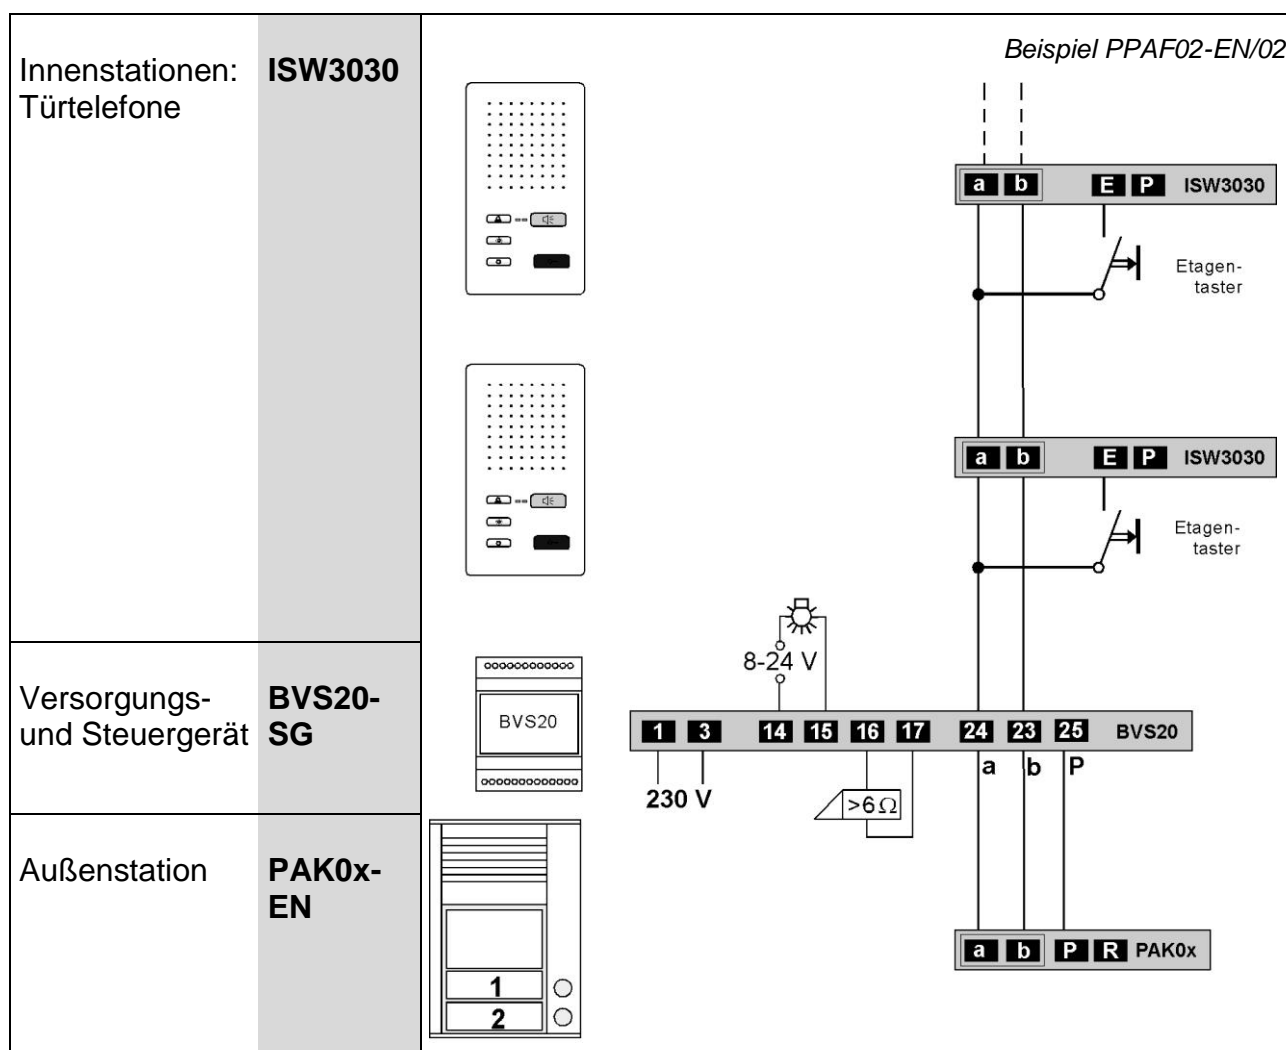 Beispiel PPAF02-EN/02
Innenstationen: ISW3030
Türtelefone
a b E P ISW3030
Etagen-
taster
a b E P ISW3030
Etagen-
taster
8-24 V
Versorgungs- BVS20-
und Steuergerät SG
BVS20
1 3 14 15 16 17 24 23 25 BVS20
a b P
230 V
>6 Ω
Außenstation PAK0x-
EN
a b P R PAK0x
1
2